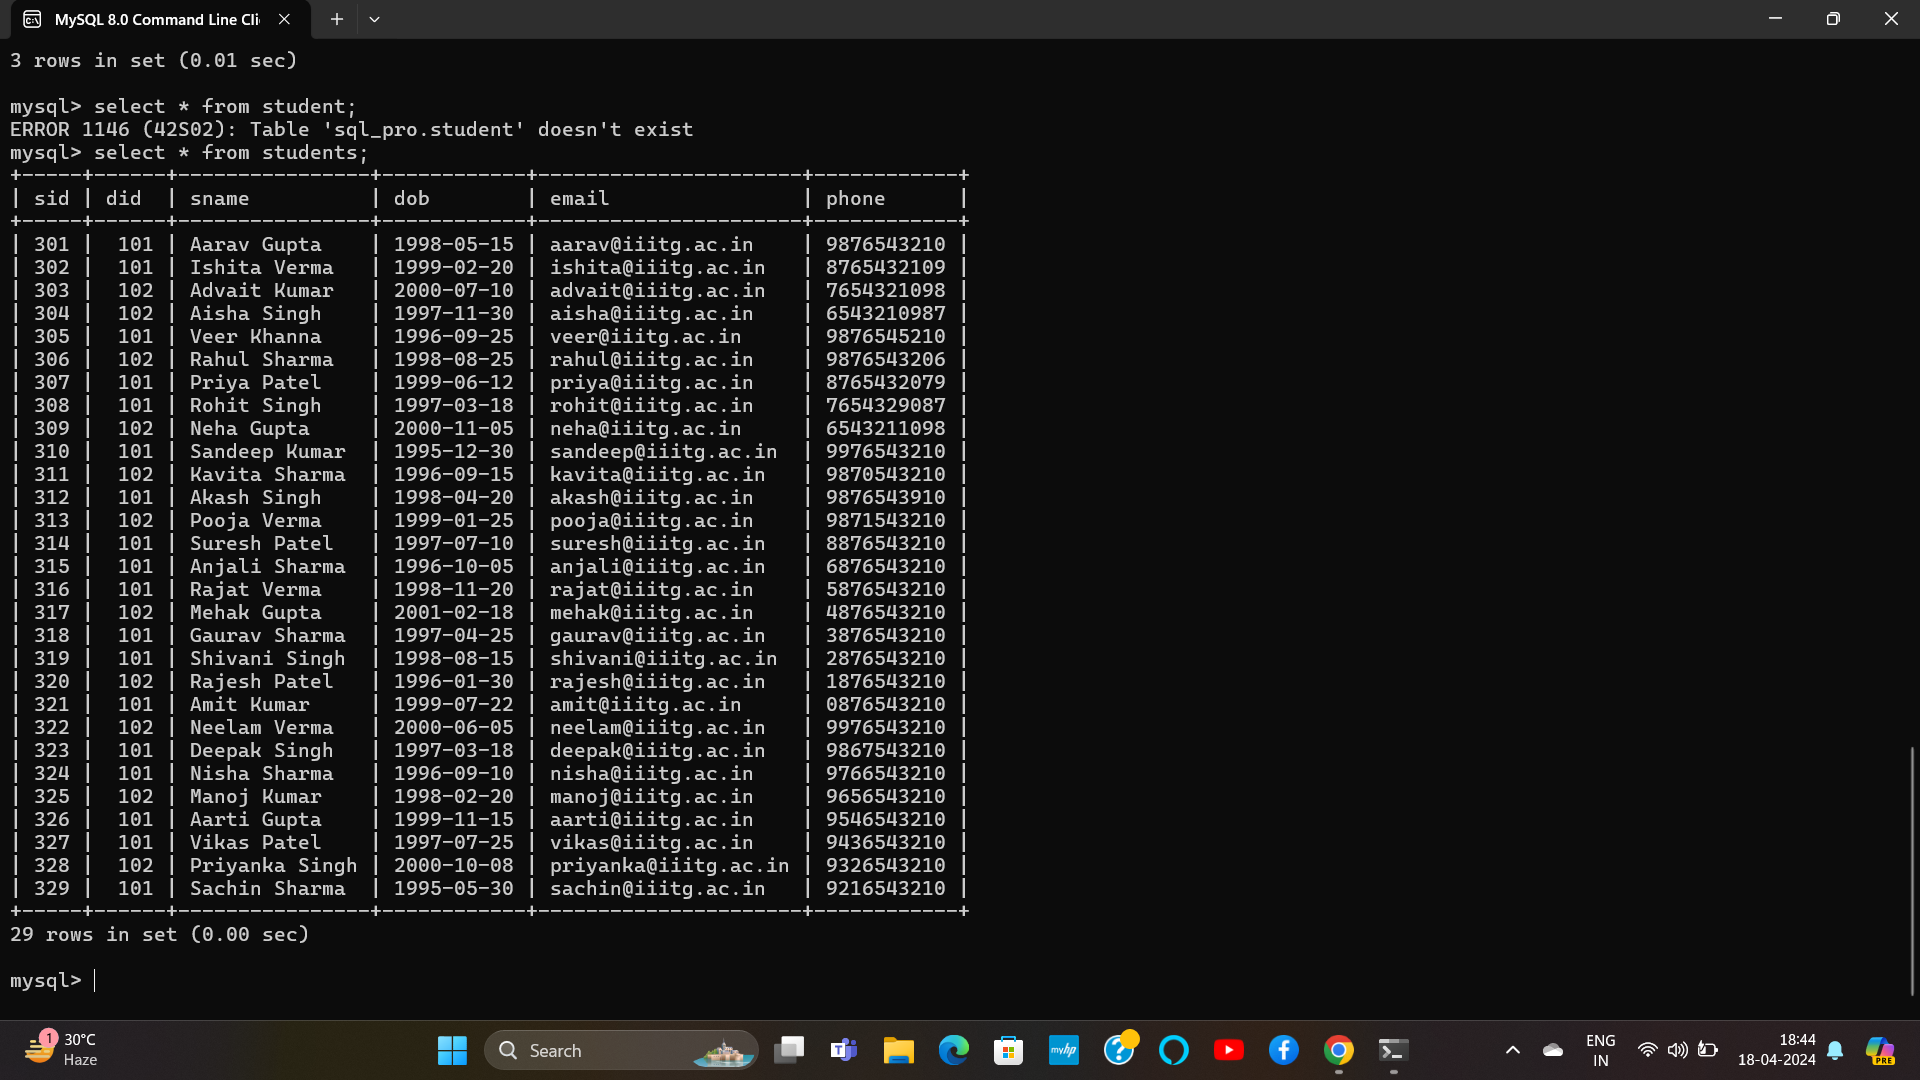 MySQL 8.0 Command Line Cli
3 rows in set (0.01 sec)
mysql> select * from student;
ERROR 1146 (42S02): Table 'sql_pro.student' doesn't exist
mysql> select * from students;
+-----+------+----------------+------------+----------------------+------------+
| sid | did  | sname          | dob        | email                | phone      |
+-----+------+----------------+------------+----------------------+------------+
| 301 |  101 | Aarav Gupta    | 1998-05-15 | aarav@iiitg.ac.in    | 9876543210 |
| 302 |  101 | Ishita Verma   | 1999-02-20 | ishita@iiitg.ac.in   | 8765432109 |
| 303 |  102 | Advait Kumar   | 2000-07-10 | advait@iiitg.ac.in   | 7654321098 |
| 304 |  102 | Aisha Singh    | 1997-11-30 | aisha@iiitg.ac.in    | 6543210987 |
| 305 |  101 | Veer Khanna    | 1996-09-25 | veer@iiitg.ac.in     | 9876545210 |
| 306 |  102 | Rahul Sharma   | 1998-08-25 | rahul@iiitg.ac.in    | 9876543206 |
| 307 |  101 | Priya Patel    | 1999-06-12 | priya@iiitg.ac.in    | 8765432079 |
| 308 |  101 | Rohit Singh    | 1997-03-18 | rohit@iiitg.ac.in    | 7654329087 |
| 309 |  102 | Neha Gupta     | 2000-11-05 | neha@iiitg.ac.in     | 6543211098 |
| 310 |  101 | Sandeep Kumar  | 1995-12-30 | sandeep@iiitg.ac.in  | 9976543210 |
| 311 |  102 | Kavita Sharma  | 1996-09-15 | kavita@iiitg.ac.in   | 9870543210 |
| 312 |  101 | Akash Singh    | 1998-04-20 | akash@iiitg.ac.in    | 9876543910 |
| 313 |  102 | Pooja Verma    | 1999-01-25 | pooja@iiitg.ac.in    | 9871543210 |
| 314 |  101 | Suresh Patel   | 1997-07-10 | suresh@iiitg.ac.in   | 8876543210 |
| 315 |  101 | Anjali Sharma  | 1996-10-05 | anjali@iiitg.ac.in   | 6876543210 |
| 316 |  101 | Rajat Verma    | 1998-11-20 | rajat@iiitg.ac.in    | 5876543210 |
| 317 |  102 | Mehak Gupta    | 2001-02-18 | mehak@iiitg.ac.in    | 4876543210 |
| 318 |  101 | Gaurav Sharma  | 1997-04-25 | gaurav@iiitg.ac.in   | 3876543210 |
| 319 |  101 | Shivani Singh  | 1998-08-15 | shivani@iiitg.ac.in  | 2876543210 |
| 320 |  102 | Rajesh Patel   | 1996-01-30 | rajesh@iiitg.ac.in   | 1876543210 |
| 321 |  101 | Amit Kumar     | 1999-07-22 | amit@iiitg.ac.in     | 0876543210 |
| 322 |  102 | Neelam Verma   | 2000-06-05 | neelam@iiitg.ac.in   | 9976543210 |
| 323 |  101 | Deepak Singh   | 1997-03-18 | deepak@iiitg.ac.in   | 9867543210 |
| 324 |  101 | Nisha Sharma   | 1996-09-10 | nisha@iiitg.ac.in    | 9766543210 |
| 325 |  102 | Manoj Kumar    | 1998-02-20 | manoj@iiitg.ac.in    | 9656543210 |
| 326 |  101 | Aarti Gupta    | 1999-11-15 | aarti@iiitg.ac.in    | 9546543210 |
| 327 |  101 | Vikas Patel    | 1997-07-25 | vikas@iiitg.ac.in    | 9436543210 |
| 328 |  102 | Priyanka Singh | 2000-10-08 | priyanka@iiitg.ac.in | 9326543210 |
| 329 |  101 | Sachin Sharma  | 1995-05-30 | sachin@iiitg.ac.in   | 9216543210 |
+-----+------+----------------+------------+----------------------+------------+
29 rows in set (0.00 sec)
mysql>
1
30°C
Haze
Search
T
myhp
?
f
ENG
IN
18:44
18-04-2024
PRE